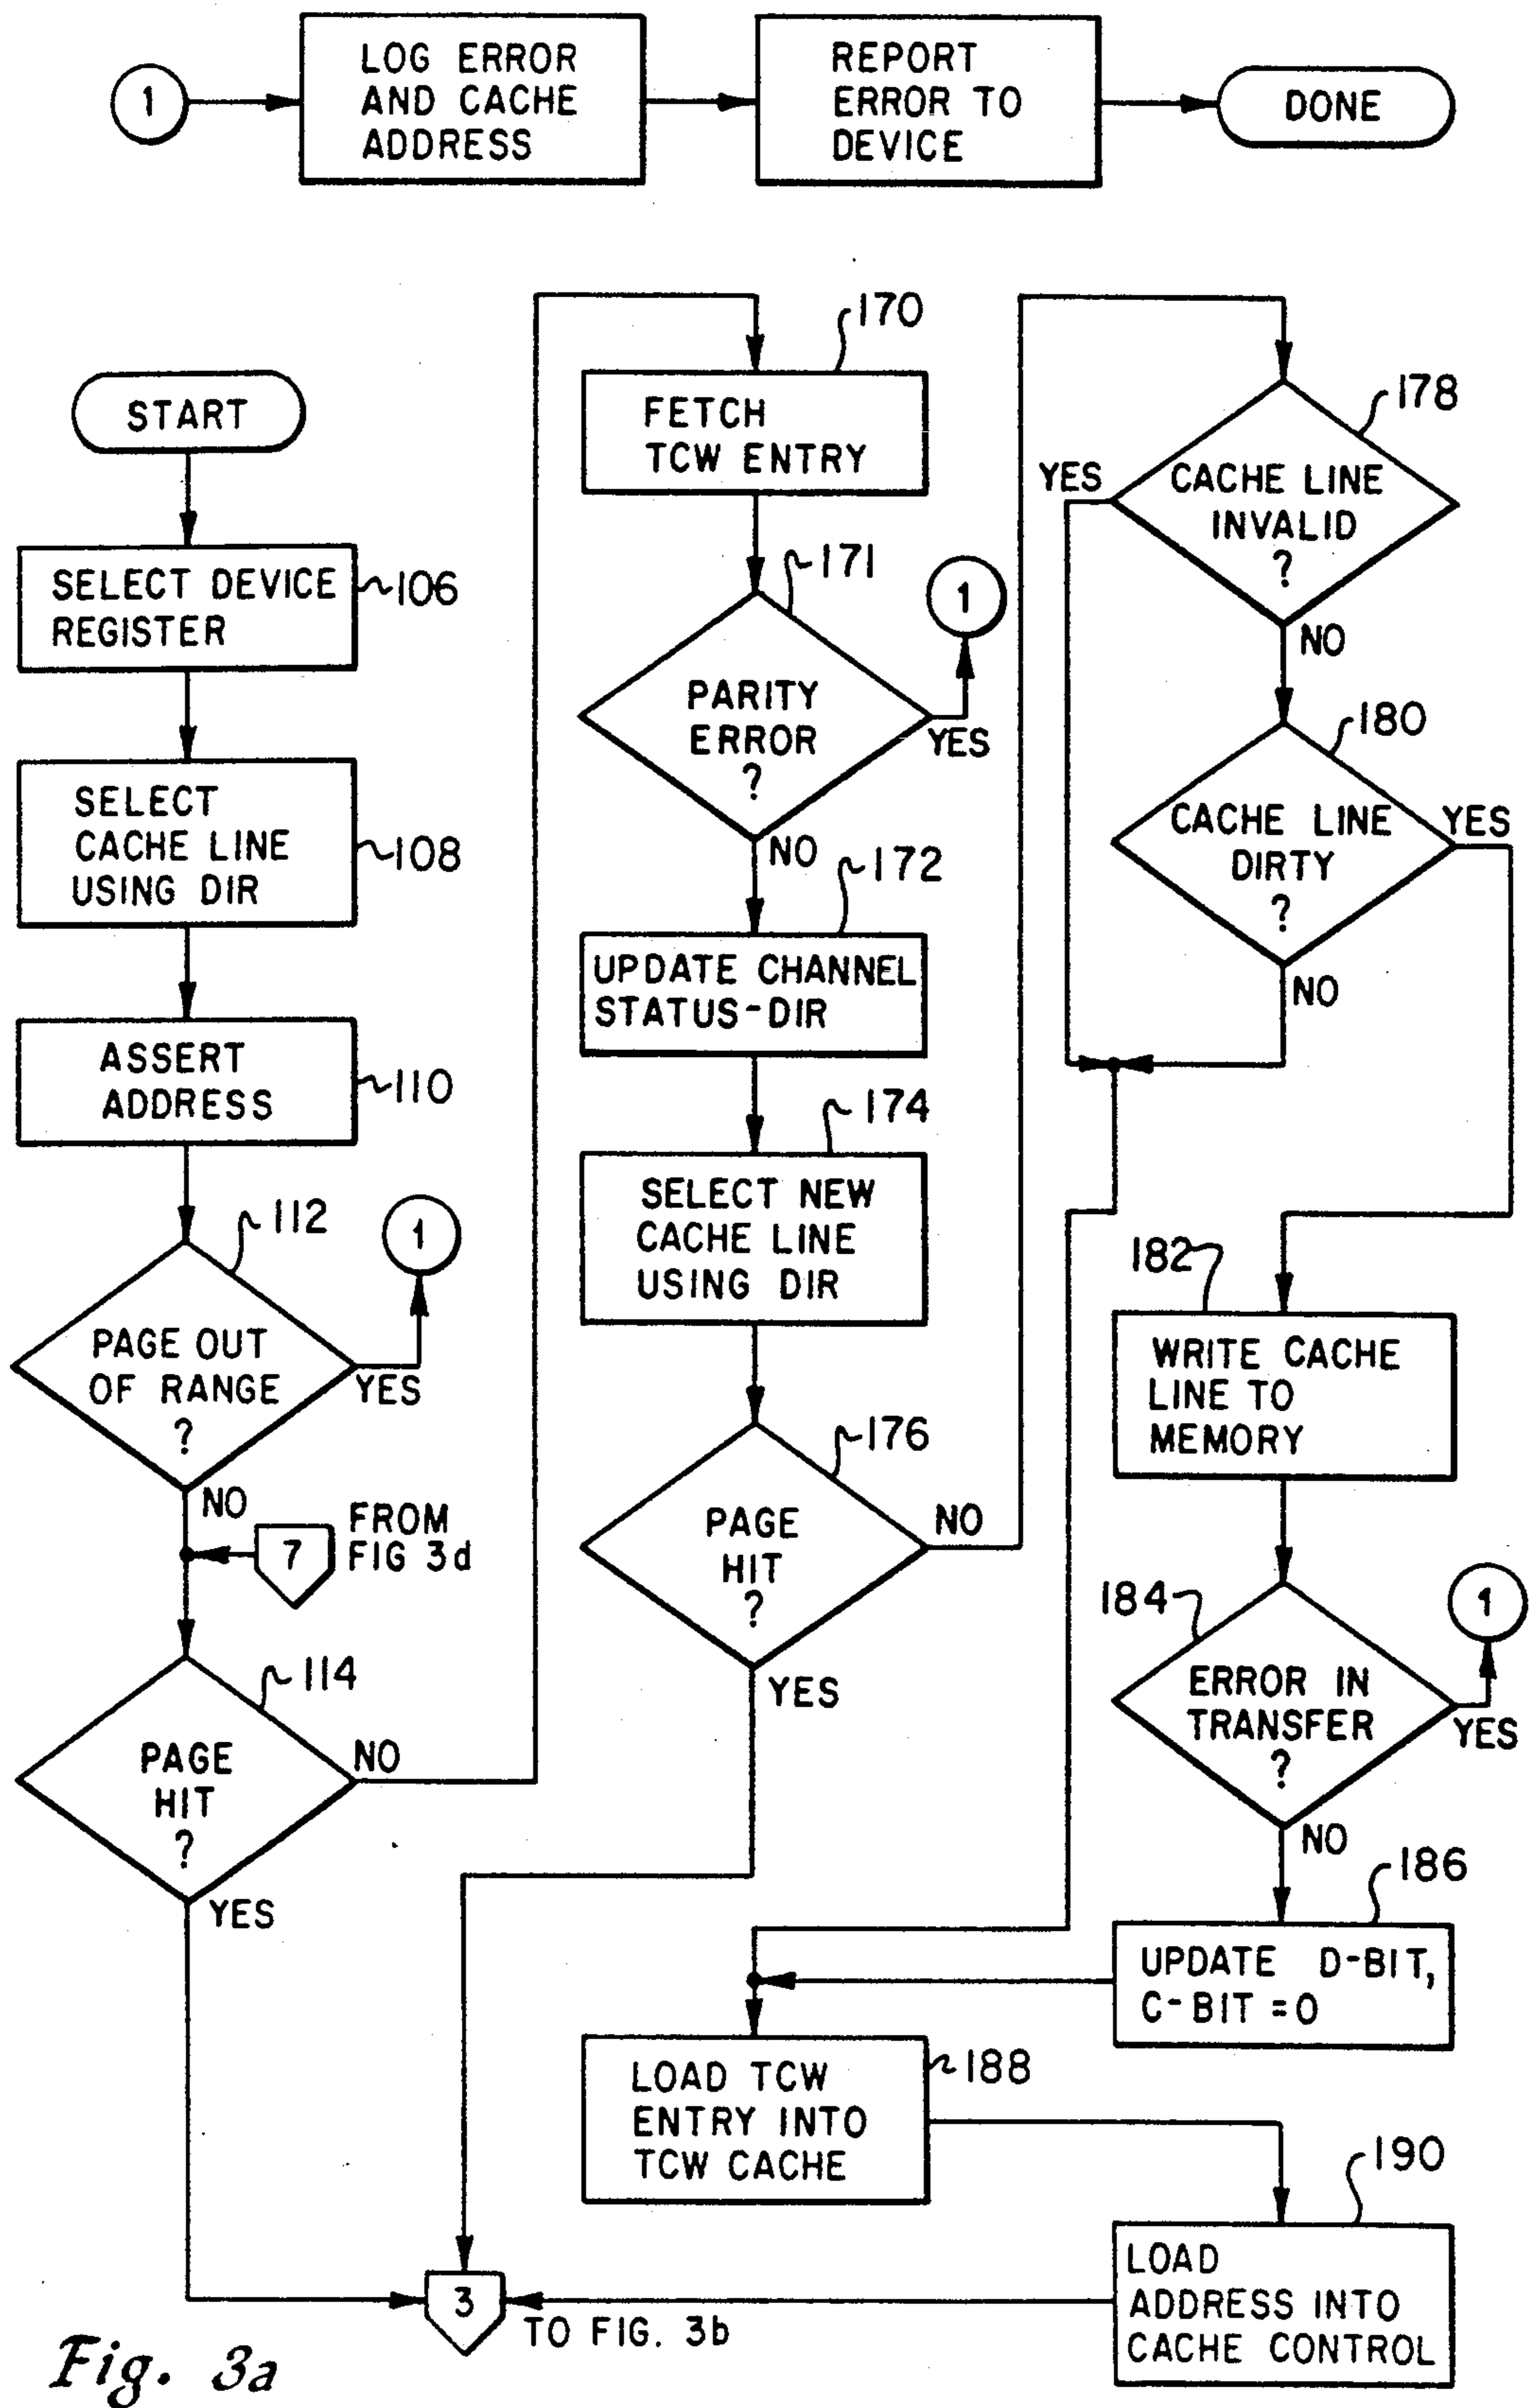 1
LOG ERROR
AND CACHE
ADDRESS
REPORT
ERROR TO
DEVICE
DONE
START
SELECT DEVICE
REGISTER
106
SELECT
CACHE LINE
USING DIR
108
ASSERT
ADDRESS
110
112
PAGE OUT
OF RANGE
?
YES
1
NO
7
FROM
FIG 3d
114
PAGE
HIT
?
NO
YES
170
FETCH
TCW ENTRY
171
PARITY
ERROR
?
YES
1
NO
172
UPDATE CHANNEL
STATUS-DIR
174
SELECT NEW
CACHE LINE
USING DIR
176
PAGE
HIT
?
NO
YES
178
CACHE LINE
INVALID
?
YES
NO
180
CACHE LINE
DIRTY
?
YES
NO
182
WRITE CACHE
LINE TO
MEMORY
184
ERROR IN
TRANSFER
?
YES
1
NO
186
UPDATE D-BIT,
C-BIT=0
188
LOAD TCW
ENTRY INTO
TCW CACHE
190
LOAD
ADDRESS INTO
CACHE CONTROL
3
TO FIG. 3b
Fig. 3a